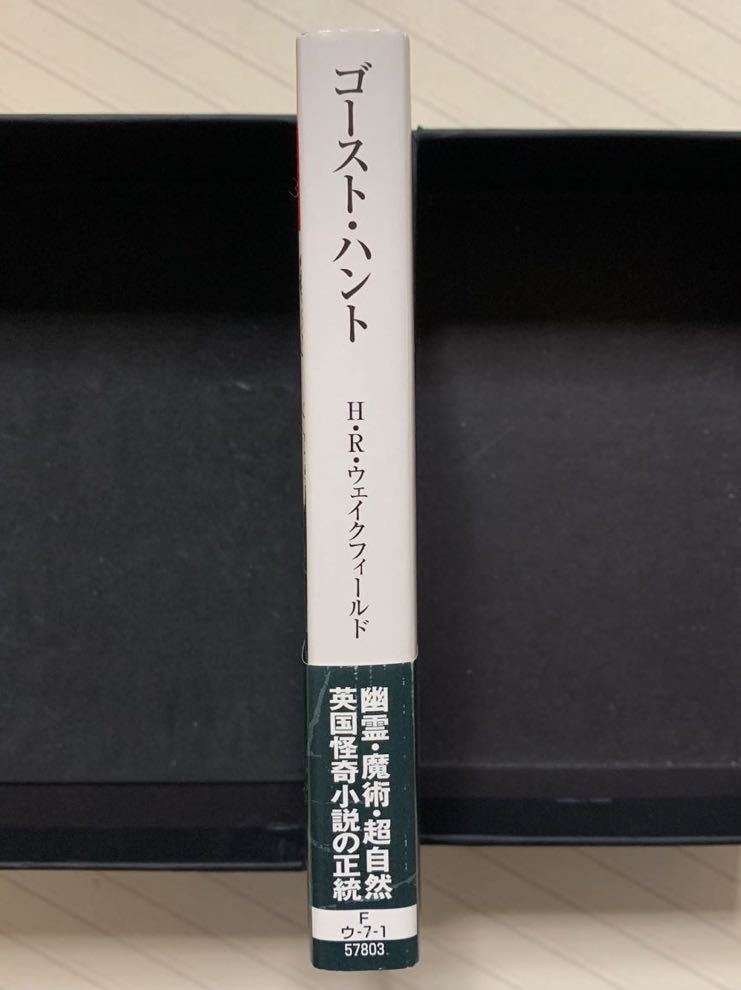 ゴースト・ハント
H・R・ウェイクフィールド
幽霊・魔術・超自然
英国怪奇小説の正統
F
ウ-7-1
57803